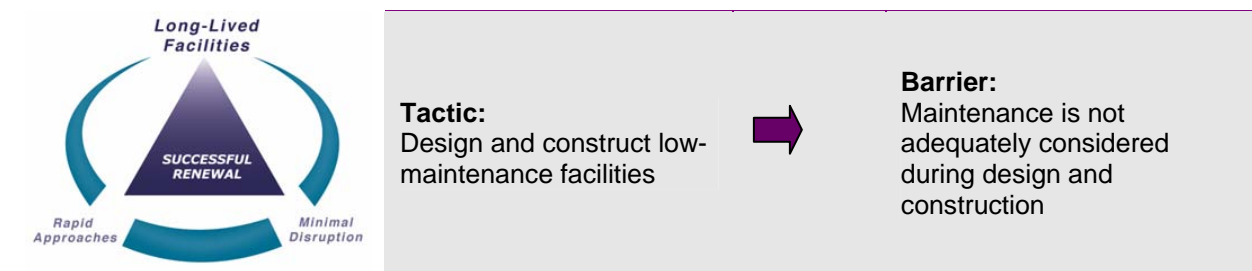 Long-Lived
Facilities
SUCCESSFUL
RENEWAL
Rapid
Approaches
Minimal
Disruption
Tactic:
Design and construct low-
maintenance facilities
Barrier:
Maintenance is not
adequately considered
during design and
construction